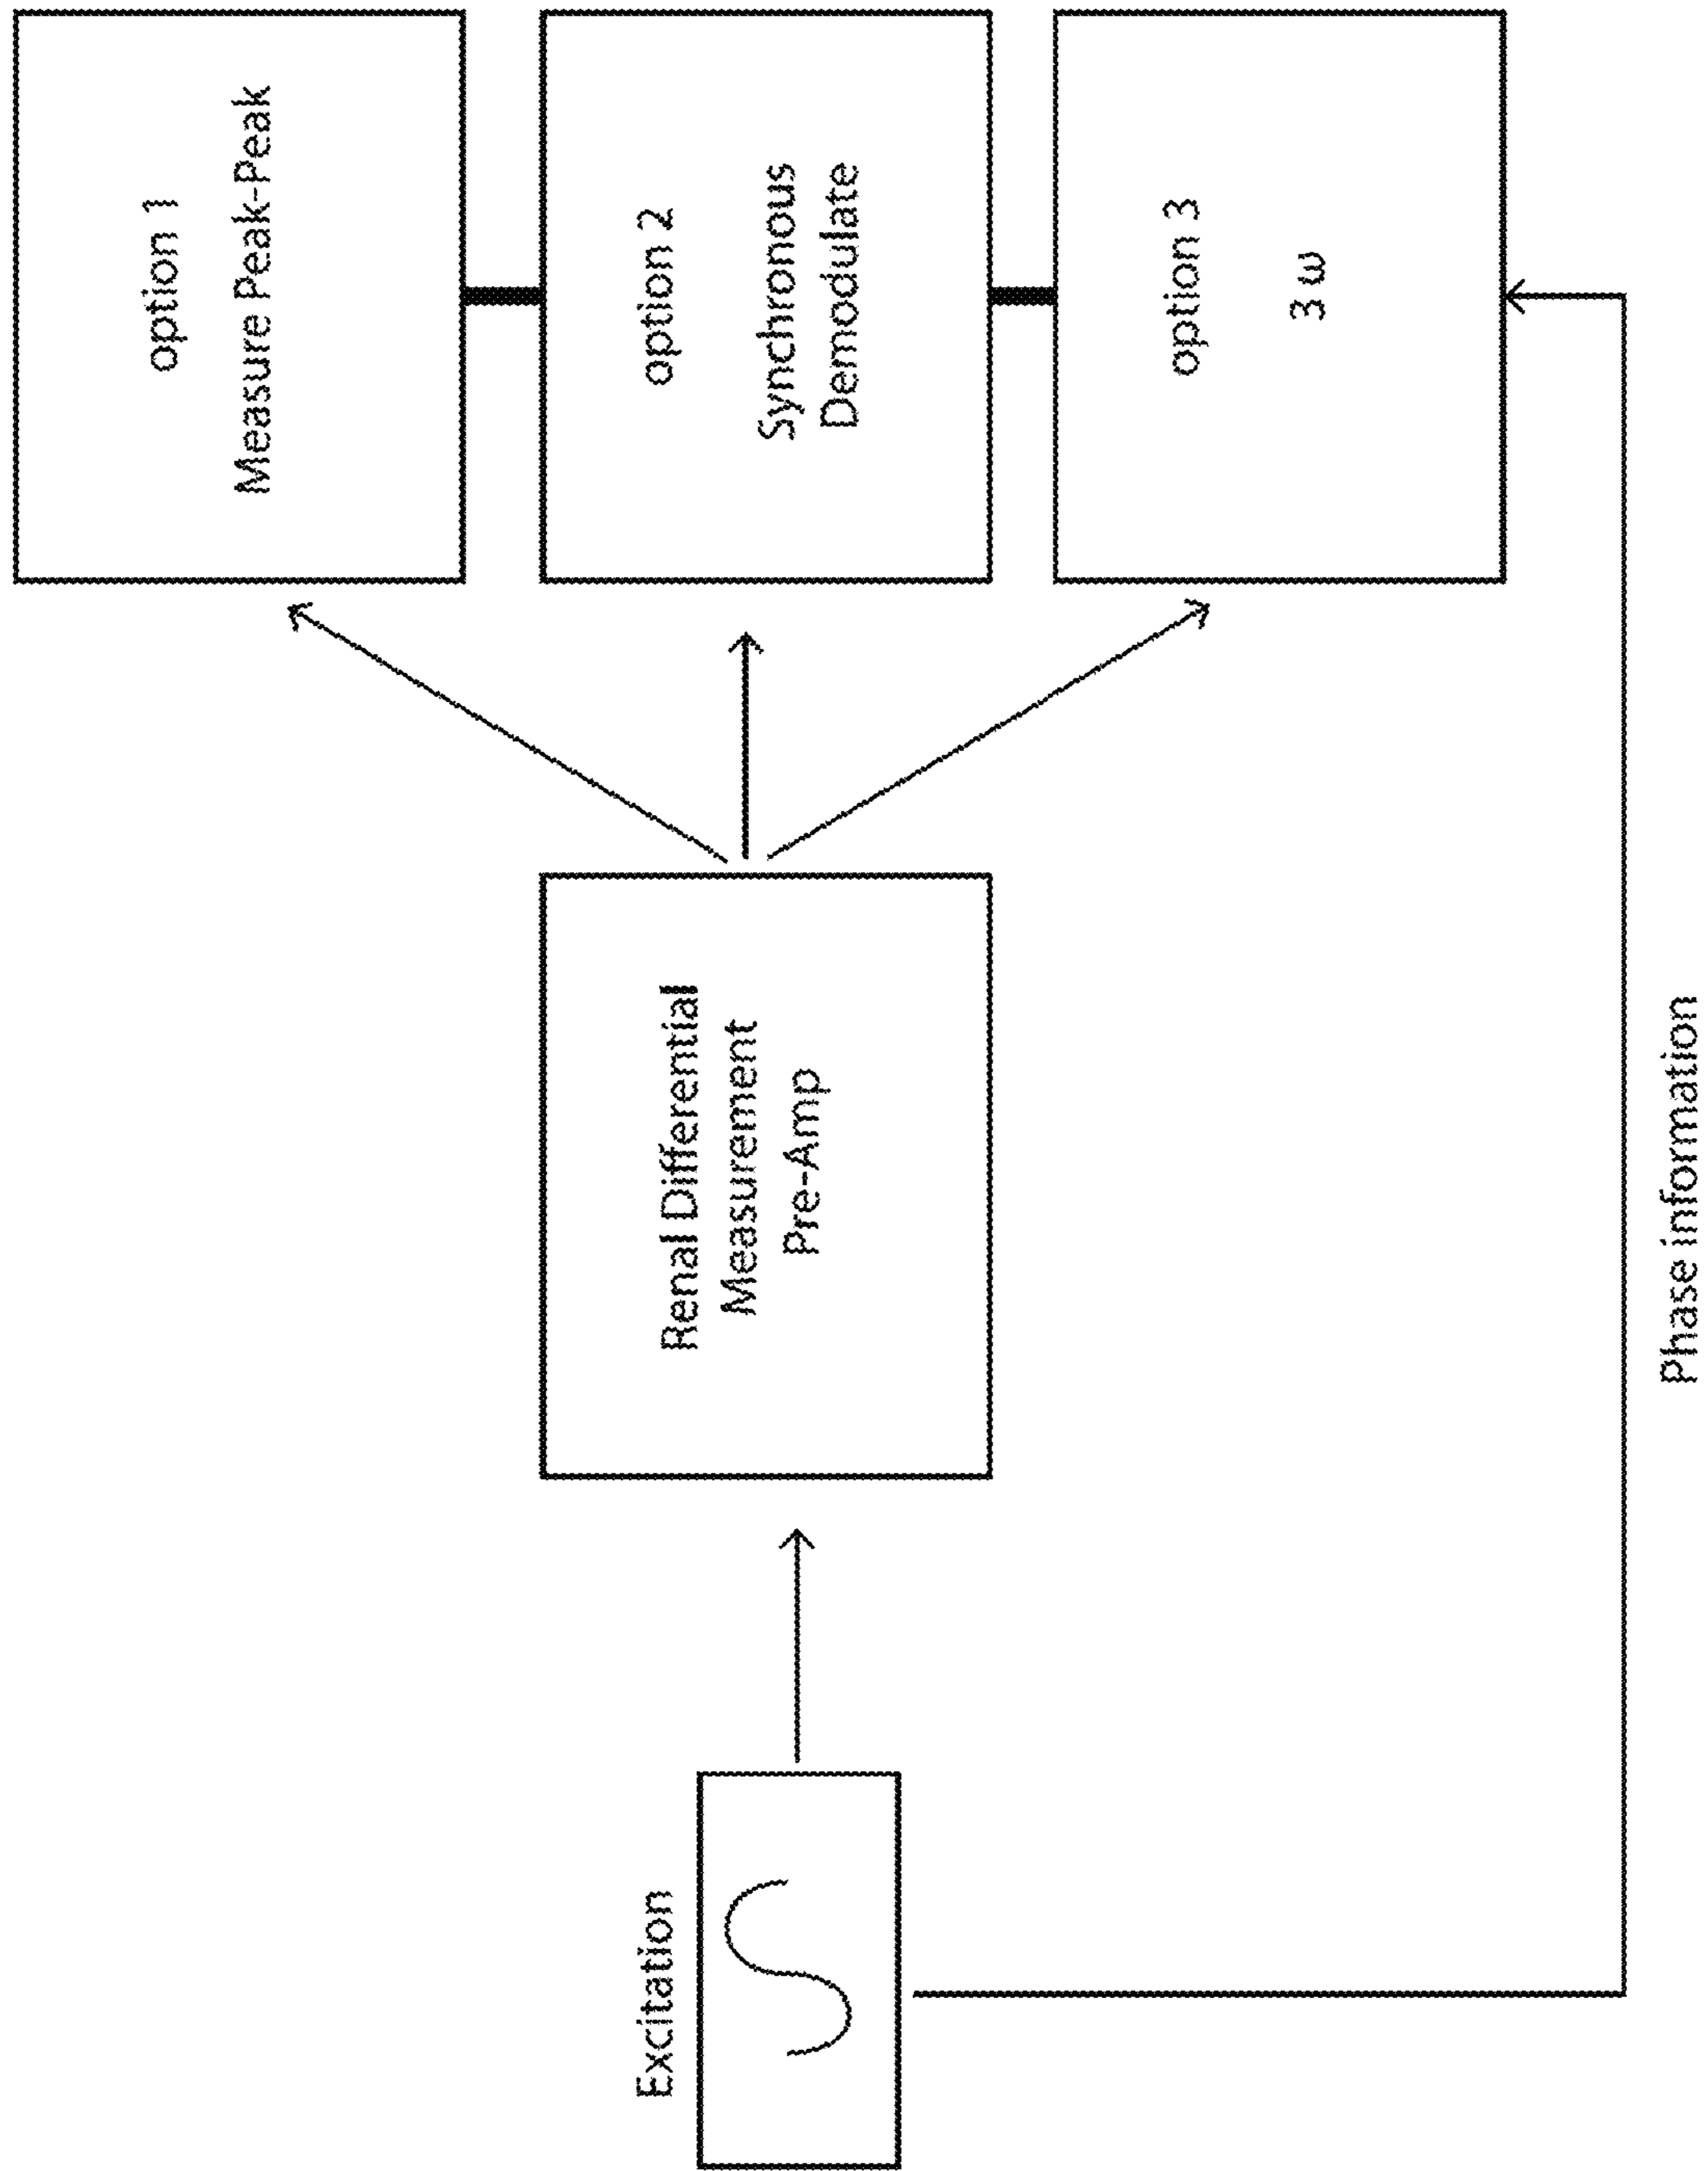 Excitation
Renal Differential
Measurement
Pre-Amp
option 1
Measure Peak-Peak
option 2
Synchronous
Demodulate
option 3
3 ω
Phase information